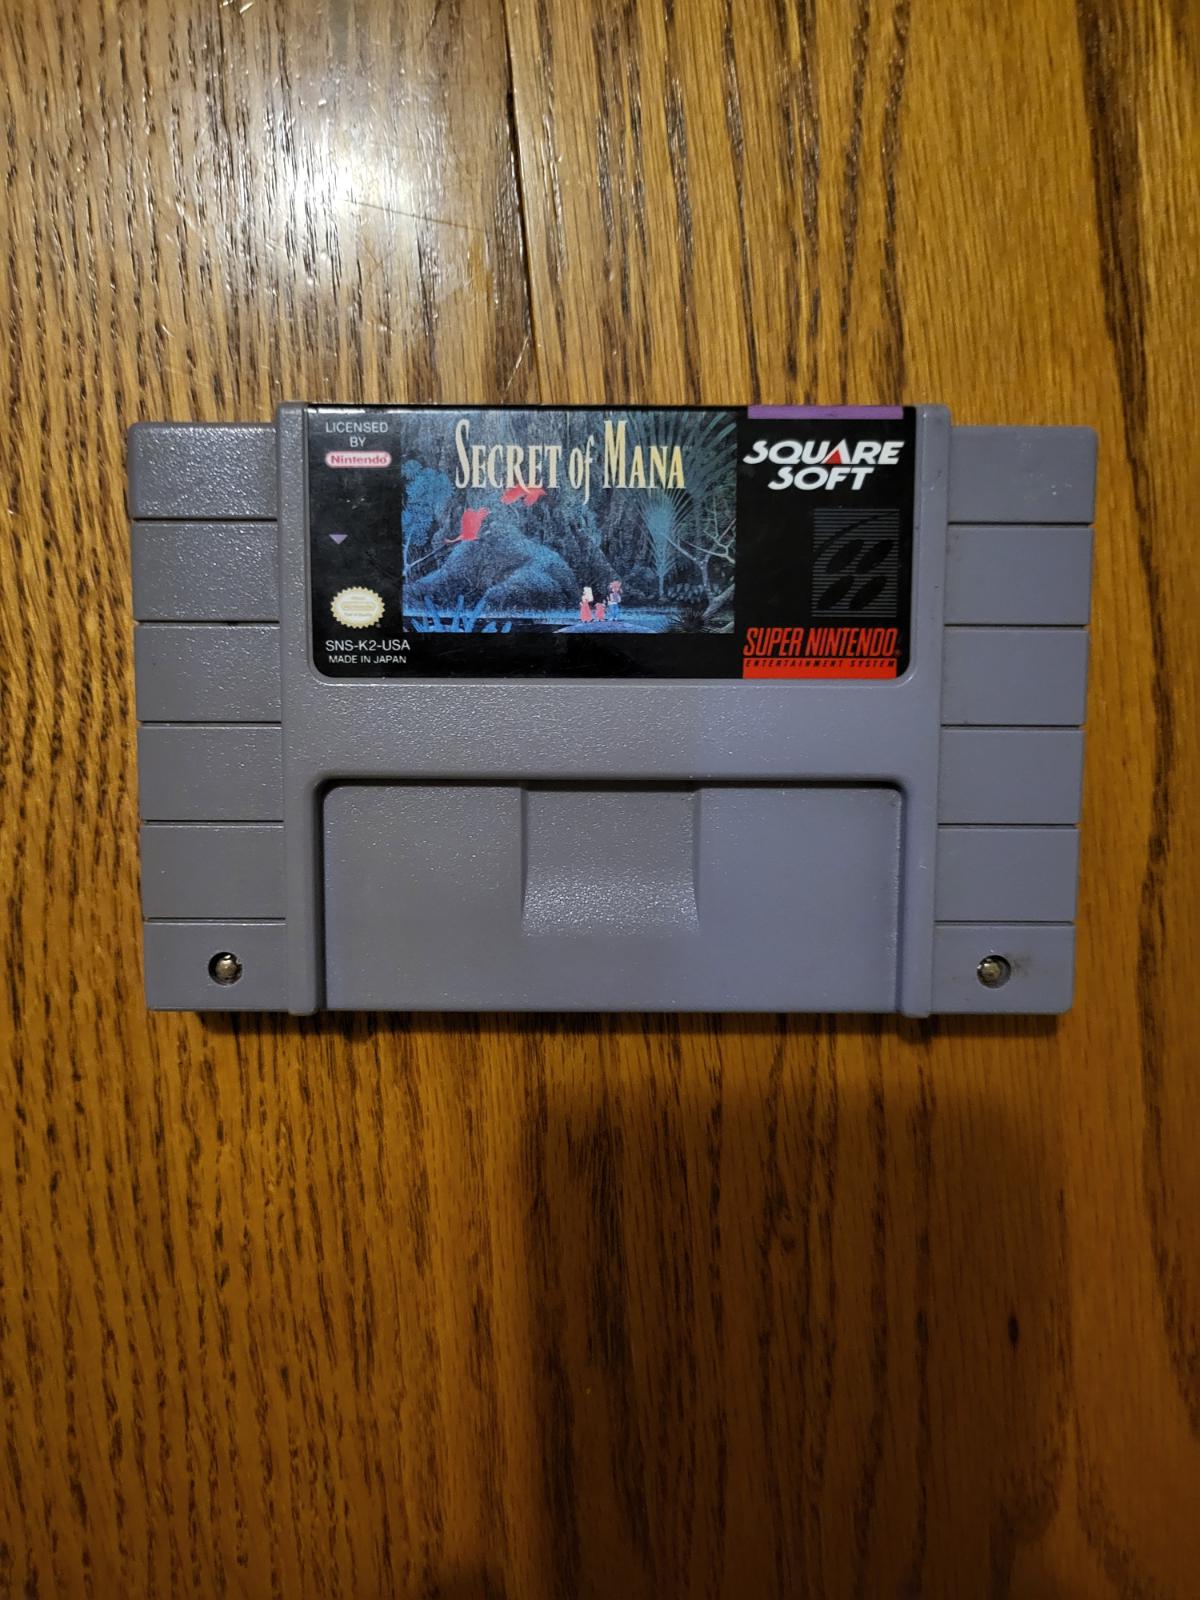 LICENSED
BY
Nintendo
SECRET of MANA
SQUARE
SOFT
SNS-K2-USA
MADE IN JAPAN
SUPER NINTENDO®
ENTERTAINMENT SYSTEM